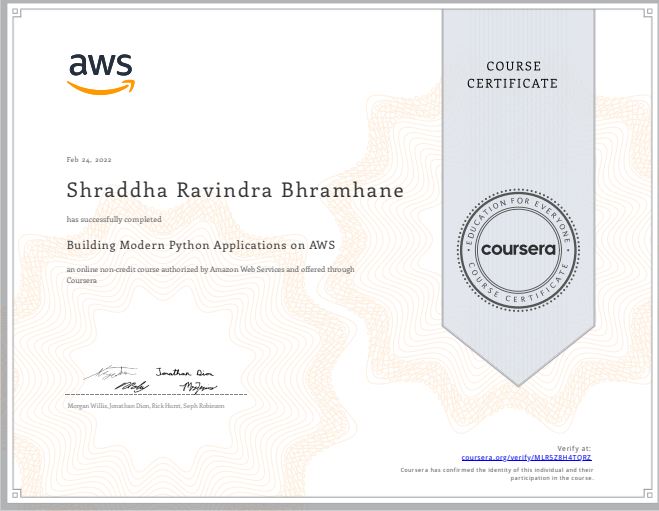 aws
COURSE
CERTIFICATE
Feb 24, 2022
Shraddha Ravindra Bhramhane
has successfully completed
Building Modern Python Applications on AWS
an online non-credit course authorized by Amazon Web Services and offered through
Coursera
EDUCATION FOR EVERYONE
coursera
COURSE CERTIFICATE
Jonathan Dion
Morgan Willis, Jonathan Dion, Rick Hurst, Seph Robinson
Verify at:
coursera.org/verify/MLR5Z8H4TQRZ
Coursera has confirmed the identity of this individual and their
participation in the course.